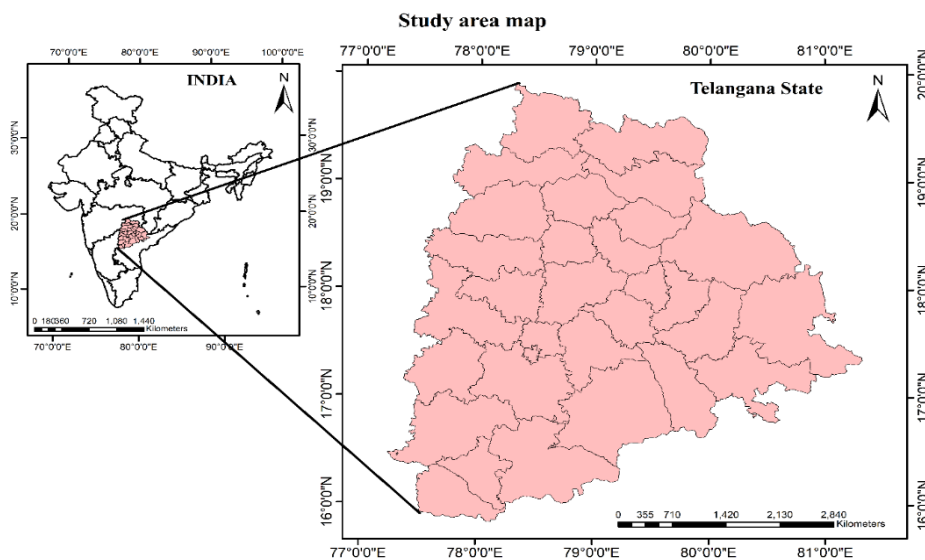 Study area map
70°0'0"E 80°0'0"E 90°0'0"E 100°0'0"E
INDIA
N
30°0'0"N
20°0'0"N
10°0'0"N
30°0'0"N
20°0'0"N
10°0'0"N
0 180 360 720 1,080 1,440
Kilometers
70°0'0"E 80°0'0"E 90°0'0"E
77°0'0"E 78°0'0"E 79°0'0"E 80°0'0"E 81°0'0"E
Telangana State
N
19°0'0"N
18°0'0"N
17°0'0"N
16°0'0"N
20°0'0"N
19°0'0"N
18°0'0"N
17°0'0"N
16°0'0"N
0 355 710 1,420 2,130 2,840
Kilometers
77°0'0"E 78°0'0"E 79°0'0"E 80°0'0"E 81°0'0"E